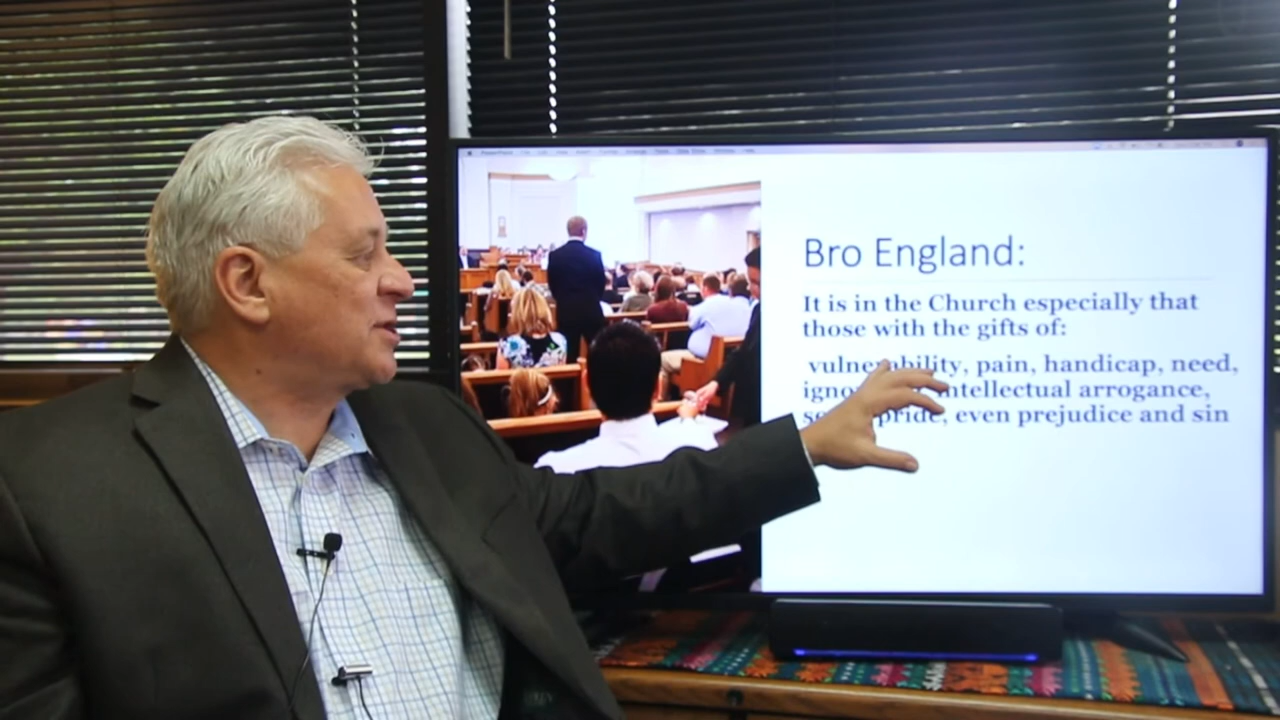 Bro England:
It is in the Church especially that
those with the gifts of:
vulnerability, pain, handicap, need,
intellectual arrogance,
pride, even prejudice and sin